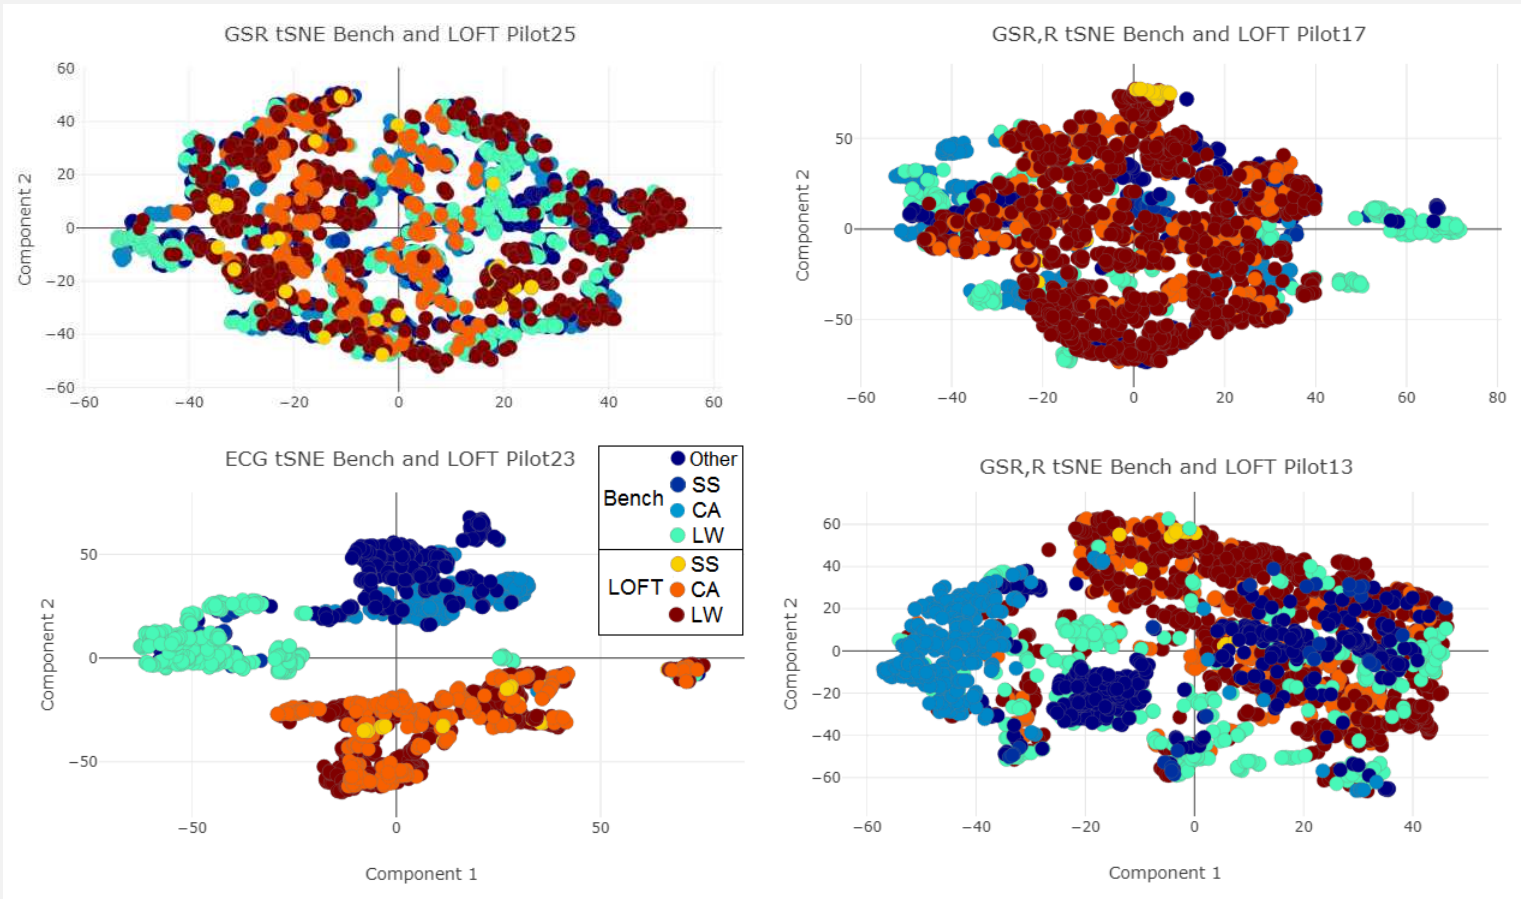 GSR tSNE Bench and LOFT Pilot25
60
40
20
0
−20
−40
−60
−60 −40 −20 0 20 40 60
Component 2
GSR,R tSNE Bench and LOFT Pilot17
50
0
−50
−60 −40 −20 0 20 40 60 80
Component 2
ECG tSNE Bench and LOFT Pilot23
50
0
−50
−50 0 50
Component 2
Component 1
Bench
Other
SS
CA
LW
LOFT
SS
CA
LW
GSR,R tSNE Bench and LOFT Pilot13
60
40
20
0
−20
−40
−60
−60 −40 −20 0 20 40
Component 2
Component 1